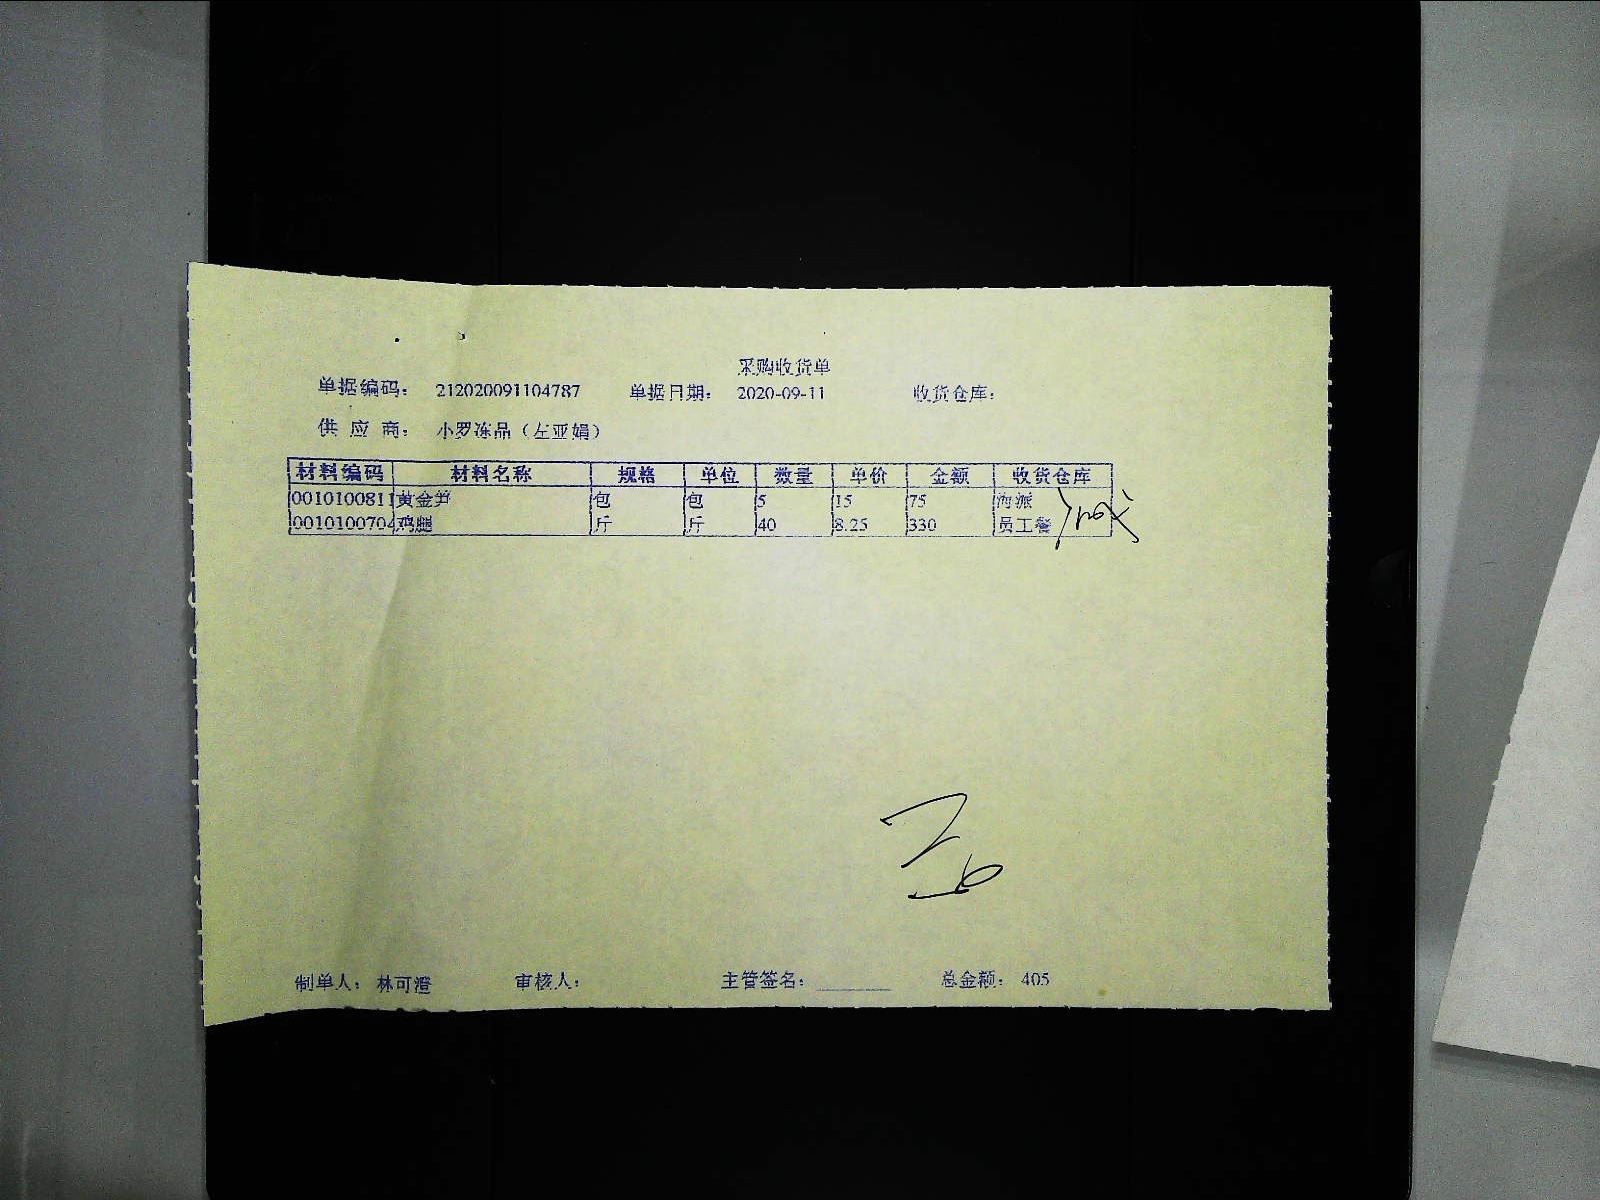 采购收货单
单据编码： 212020091104787 单据日期： 2020-09-11 收货仓库：
供 应 商： 小罗冻品（左亚娟）
材料编码 材料名称 规格 单位 数量 单价 金额 收货仓库
0010100811 黄金笋 包 包 5 15 75 海派
0010100704 鸡腿 斤 斤 40 8.25 330 员工餐
制单人： 林可澄 审核人： 主管签名： 总金额： 405